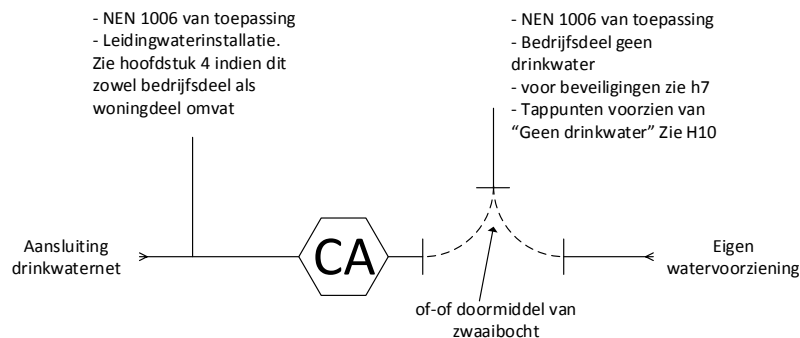 - NEN 1006 van toepassing
- Leidingwaterinstallatie.
Zie hoofdstuk 4 indien dit
zowel bedrijfsdeel als
woningdeel omvat
- NEN 1006 van toepassing
- Bedrijfsdeel geen
drinkwater
- voor beveiligingen zie h7
- Tappunten voorzien van
“Geen drinkwater” Zie H10
Aansluiting
drinkwaternet
CA
Eigen
watervoorziening
of-of doormiddel van
zwaaibocht